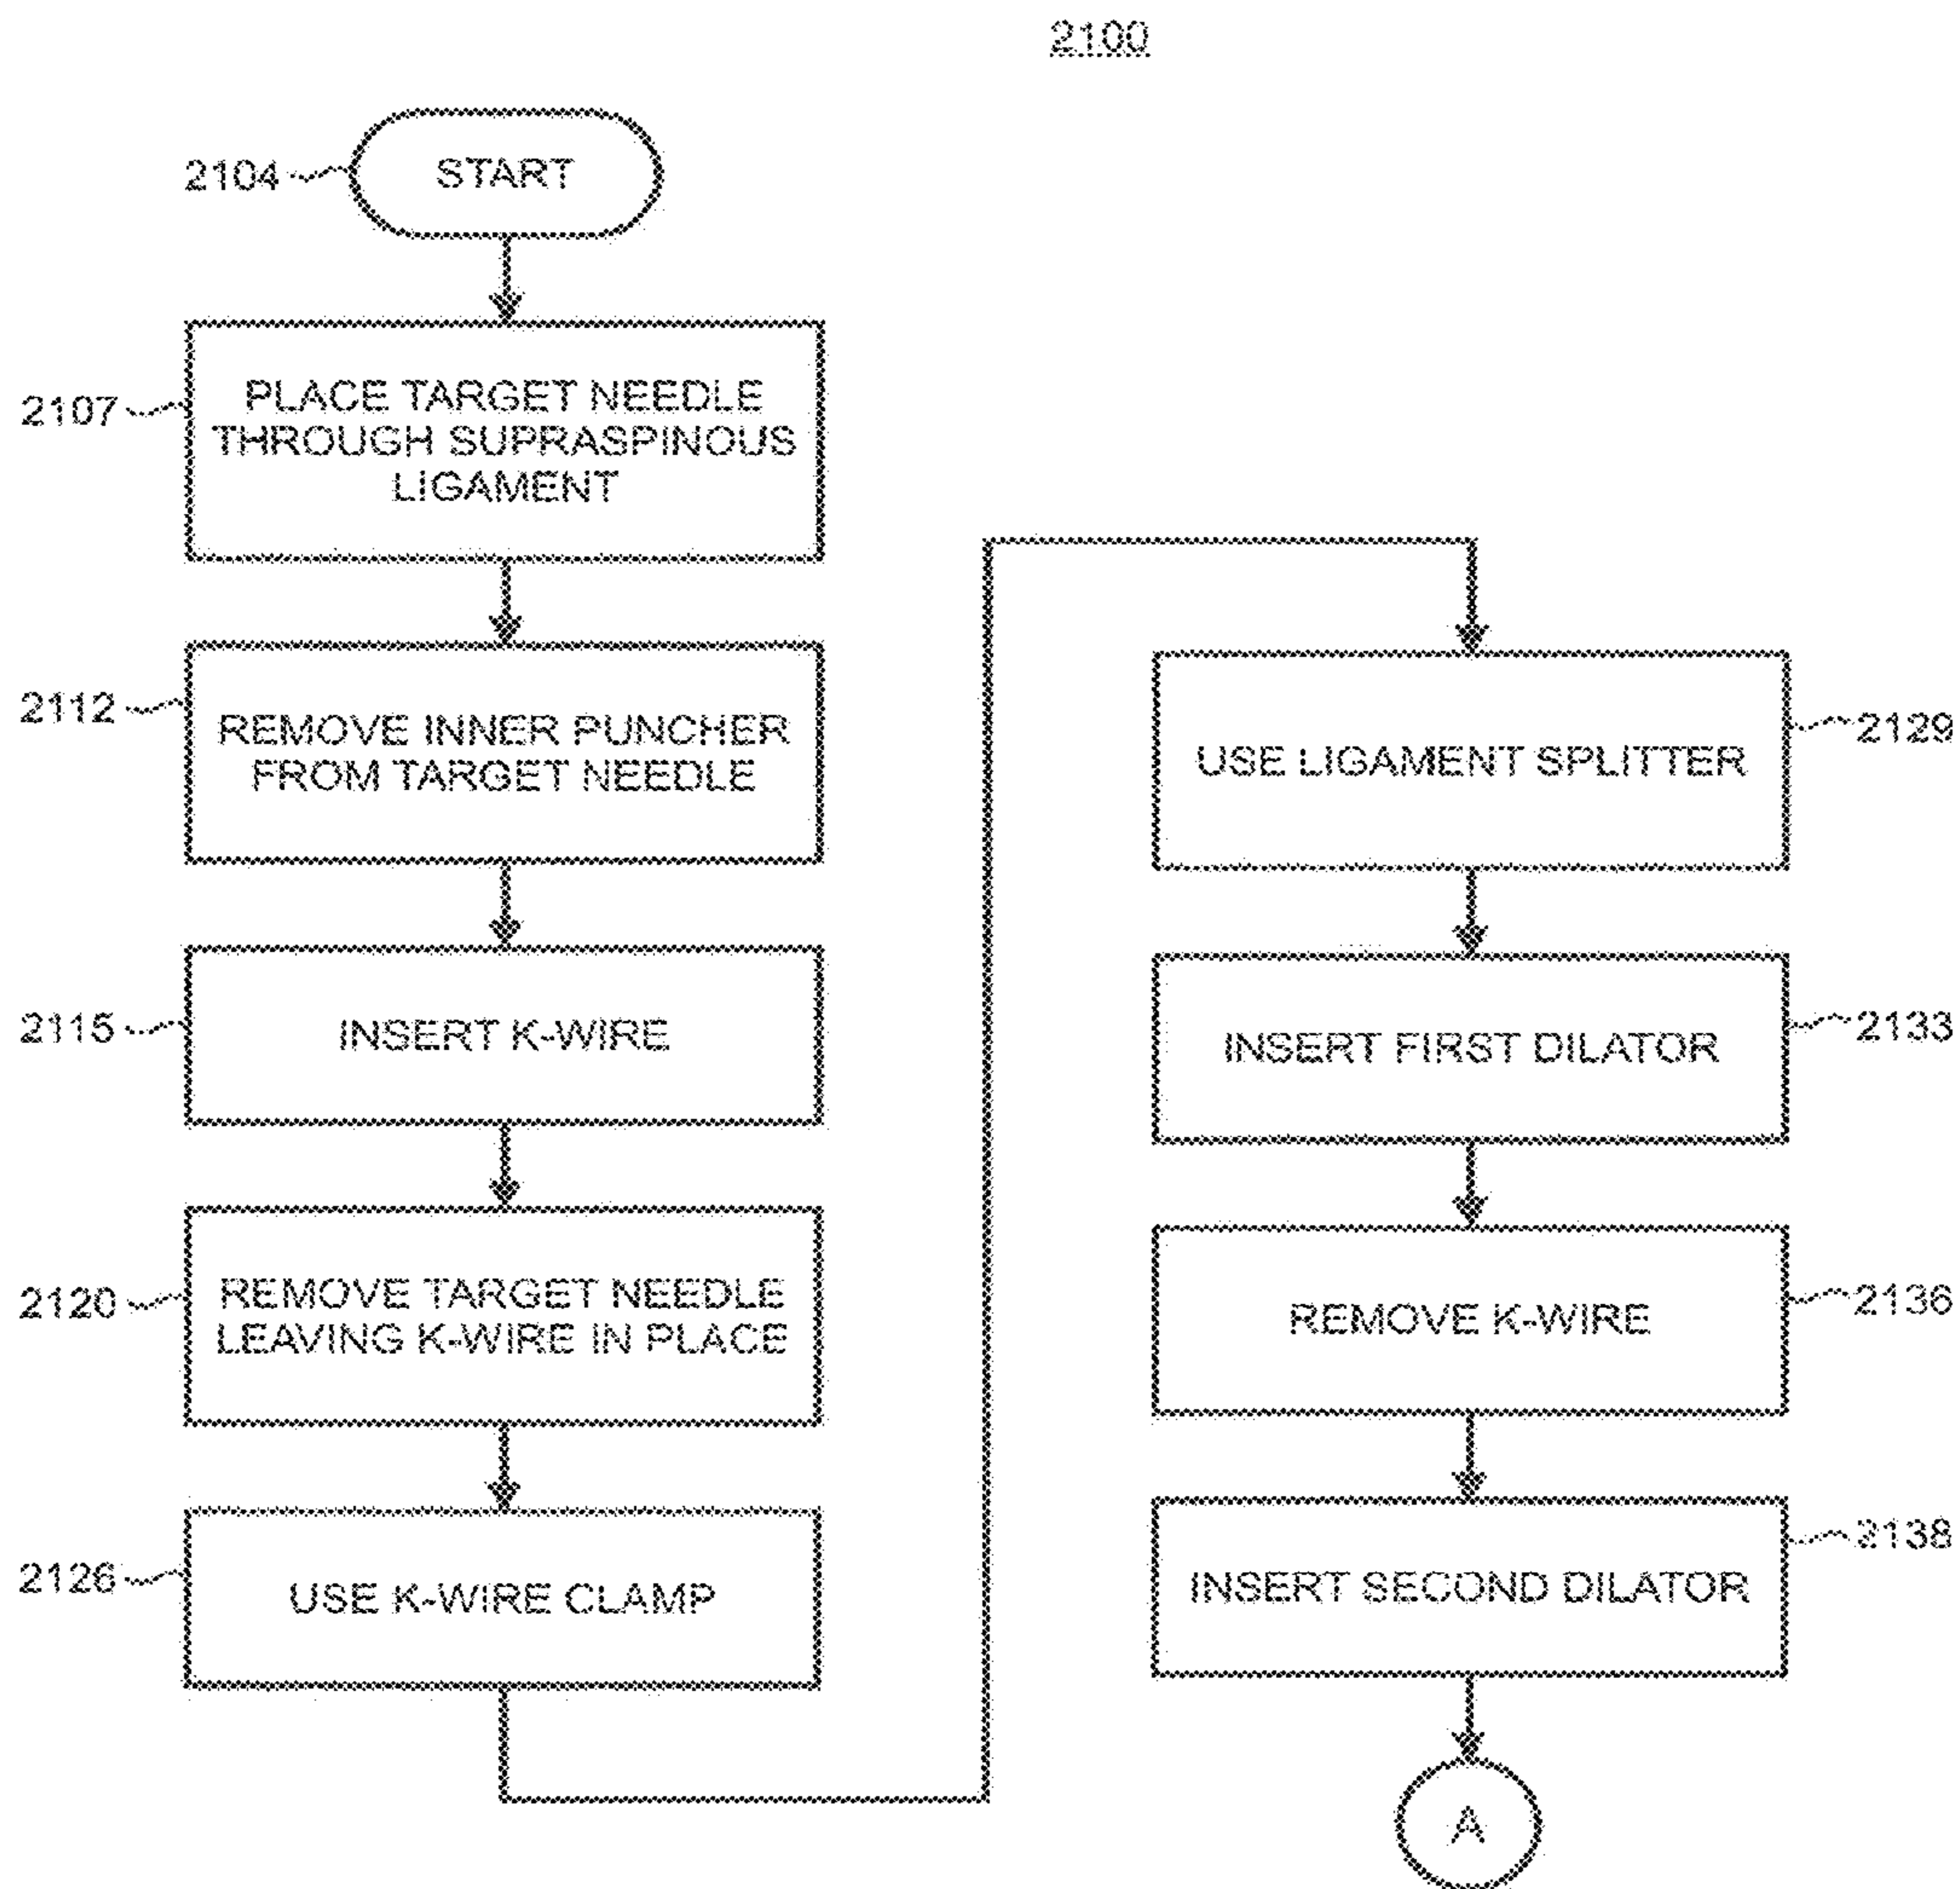 2100
2104
START
2107
PLACE TARGET NEEDLE
THROUGH SUPRASPINOUS
LIGAMENT
2112
REMOVE INNER PUNCHER
FROM TARGET NEEDLE
2115
INSERT K-WIRE
2120
REMOVE TARGET NEEDLE
LEAVING K-WIRE IN PLACE
2126
USE K-WIRE CLAMP
2129
USE LIGAMENT SPLITTER
2133
INSERT FIRST DILATOR
2136
REMOVE K-WIRE
2138
INSERT SECOND DILATOR
A